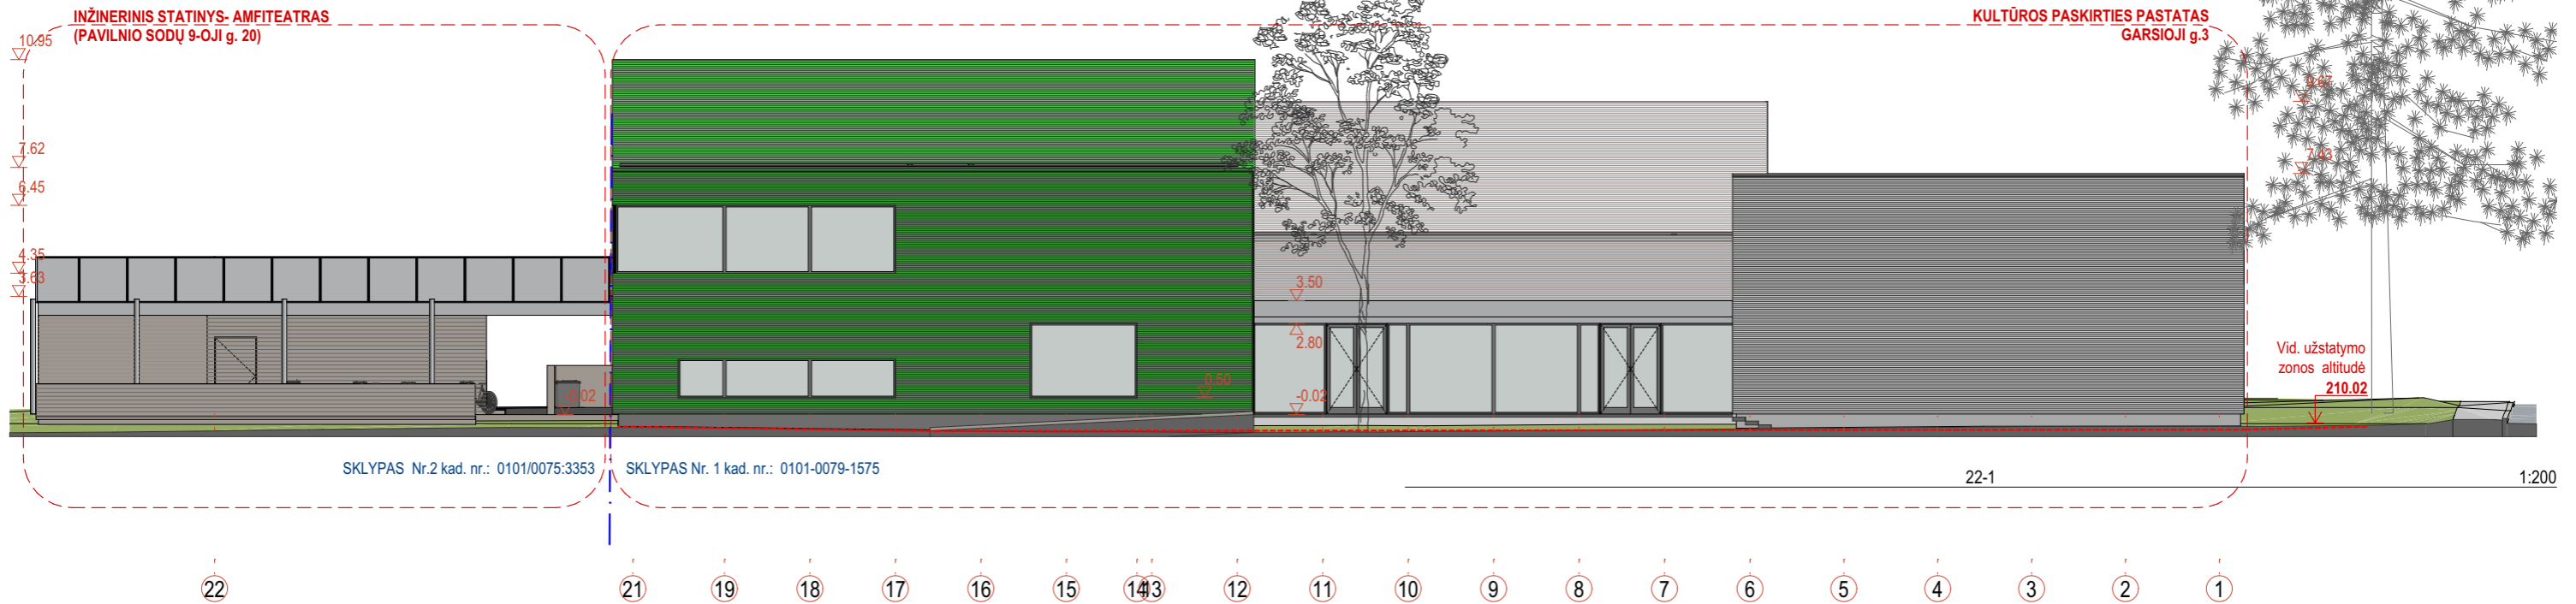 INŽINERINIS STATINYS- AMFITEATRAS
(PAVILNIO SODŲ 9-OJI g. 20)
KULTŪROS PASKIRTIES PASTATAS
GARSIOJI g.3
10.95
7.62
6.45
4.35
3.63
9.67
7.43
3.50
2.80
0.50
-0.02
-0.02
Vid. užstatymo
zonos altitudė
210.02
SKLYPAS Nr.2 kad. nr.: 0101/0075:3353
SKLYPAS Nr. 1 kad. nr.: 0101-0079-1575
22-1
1:200
22 21 19 18 17 16 15 14 13 12 11 10 9 8 7 6 5 4 3 2 1